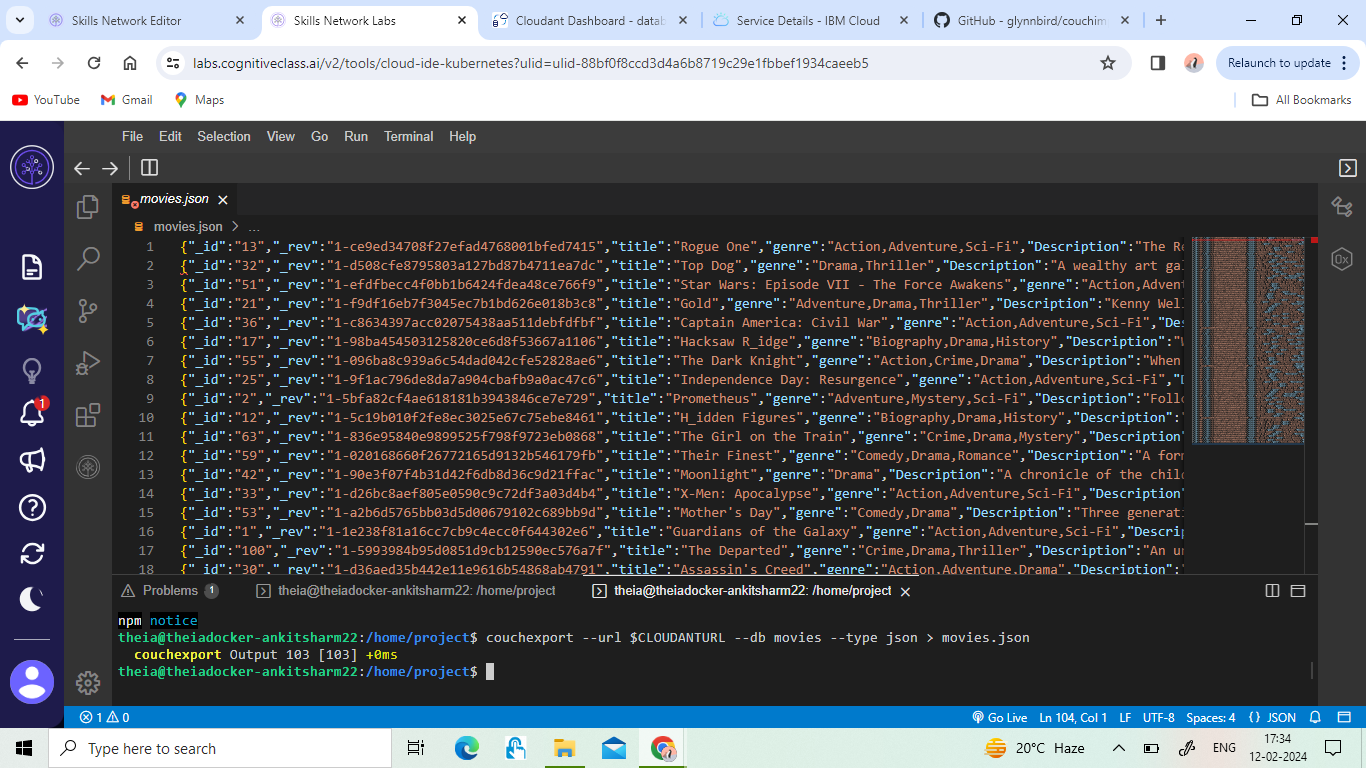 Skills Network Editor
Skills Network Labs
Cloudant Dashboard - datab
Service Details - IBM Cloud
GitHub - glynnbird/couchim
labs.cognitiveclass.ai/v2/tools/cloud-ide-kubernetes?ulid=ulid-88bf0f8ccd3d4a6b8719c29e1fbbef1934caeeb5
Relaunch to update
YouTube
Gmail
Maps
All Bookmarks
File Edit Selection View Go Run Terminal Help
movies.json
movies.json > ...
1 {"_id":"13","_rev":"1-ce9ed34708f27efad4768001bfed7415","title":"Rogue One","genre":"Action,Adventure,Sci-Fi","Description":"The Re
2 {"_id":"32","_rev":"1-d508cfe8795803a127bd87b4711ea7dc","title":"Top Dog","genre":"Drama,Thriller","Description":"A wealthy art gal
3 {"_id":"51","_rev":"1-efdfbecc4f0bb1b6424fdea48ce766f9","title":"Star Wars: Episode VII - The Force Awakens","genre":"Action,Advent
4 {"_id":"21","_rev":"1-f9df16eb7f3045ec7b1bd626e018b3c8","title":"Gold","genre":"Adventure,Drama,Thriller","Description":"Kenny Well
5 {"_id":"36","_rev":"1-c8634397acc02075438aa511debfdfbf","title":"Captain America: Civil War","genre":"Action,Adventure,Sci-Fi","Des
6 {"_id":"17","_rev":"1-98ba454503125820ce6d8f53667a1106","title":"Hacksaw R_idge","genre":"Biography,Drama,History","Description":"W
7 {"_id":"55","_rev":"1-096ba8c939a6c54dad042cfe52828ae6","title":"The Dark Knight","genre":"Action,Crime,Drama","Description":"When
8 {"_id":"25","_rev":"1-9f1ac796de8da7a904cbafb9a0ac47c6","title":"Independence Day: Resurgence","genre":"Action,Adventure,Sci-Fi","D
9 {"_id":"2","_rev":"1-5bfa82cf4ae618181b3943846ce7e729","title":"Prometheus","genre":"Adventure,Mystery,Sci-Fi","Description":"Follo
10 {"_id":"12","_rev":"1-5c19b010f2fe8ec3025e67c75ebe8461","title":"H_idden Figures","genre":"Biography,Drama,History","Description":"
11 {"_id":"63","_rev":"1-836e95840e9899525f798f9723eb0868","title":"The Girl on the Train","genre":"Crime,Drama,Mystery","Description"
12 {"_id":"59","_rev":"1-020168660f26772165d9132b546179fb","title":"Their Finest","genre":"Comedy,Drama,Romance","Description":"A form
13 {"_id":"42","_rev":"1-90e3f07f4b31d42f6db8d36c9d21ffac","title":"Moonlight","genre":"Drama","Description":"A chronicle of the chil
14 {"_id":"33","_rev":"1-d26bc8aef805e0590c9c72df3a03d4b4","title":"X-Men: Apocalypse","genre":"Action,Adventure,Sci-Fi","Description"
15 {"_id":"53","_rev":"1-a2b6d5765bb03d5d00679102c689bb9d","title":"Mother's Day","genre":"Comedy,Drama","Description":"Three generati
16 {"_id":"1","_rev":"1-1e238f81a16cc7cb9c4ecc0f644302e6","title":"Guardians of the Galaxy","genre":"Action,Adventure,Sci-Fi","Descrip
17 {"_id":"100","_rev":"1-5993984b95d0851d9cb12590ec576a7f","title":"The Departed","genre":"Crime,Drama,Thriller","Description":"An un
18 {"_id":"30","_rev":"1-d36aed35b442e11e9616b54868ab4791","title":"Assassin's Creed","genre":"Action,Adventure,Drama","Description":"
Problems 1
theia@theiadocker-ankitsharm22: /home/project
theia@theiadocker-ankitsharm22: /home/project
npm notice
theia@theiadocker-ankitsharm22:/home/project$ couchexport --url $CLOUDANTURL --db movies --type json > movies.json
couchexport Output 103 [103] +0ms
theia@theiadocker-ankitsharm22:/home/project$
1 0
Go Live Ln 104, Col 1 LF UTF-8 Spaces: 4 {} JSON
Type here to search
20°C Haze
ENG
17:34
12-02-2024
1